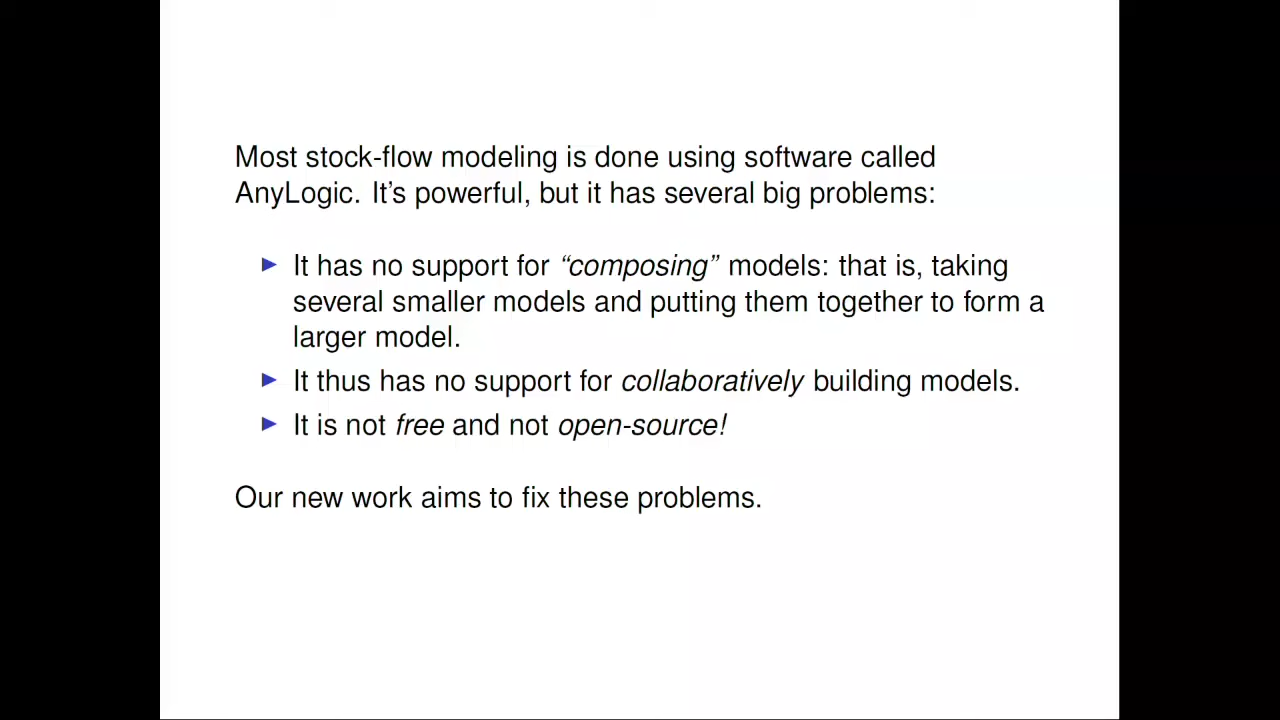 Most stock-flow modeling is done using software called
AnyLogic. It’s powerful, but it has several big problems:
▶ It has no support for “composing” models: that is, taking
several smaller models and putting them together to form a
larger model.
▶ It thus has no support for collaboratively building models.
▶ It is not free and not open-source!
Our new work aims to fix these problems.